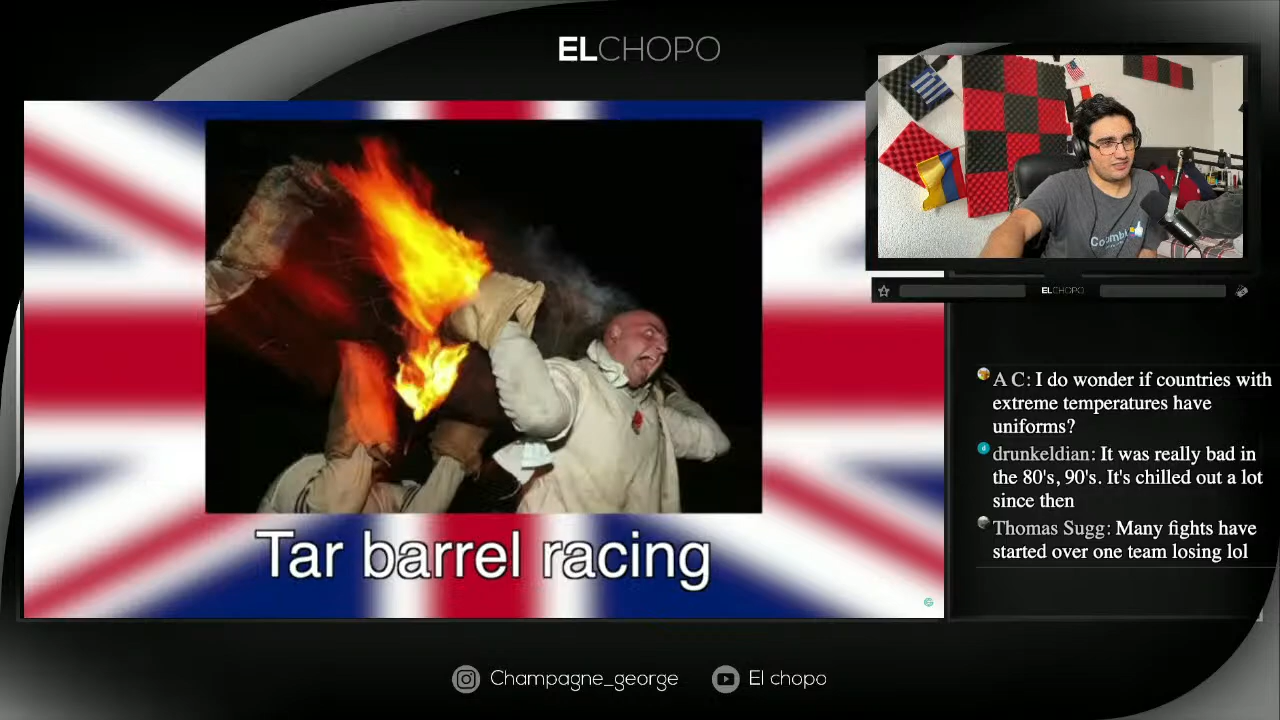 ELCHOPO
Tar barrel racing
ELCHOPO
A C: I do wonder if countries with
extreme temperatures have
uniforms?
drunkeldian: It was really bad in
the 80's, 90's. It's chilled out a lot
since then
Thomas Sugg: Many fights have
started over one team losing lol
Champagne_george
El chopo